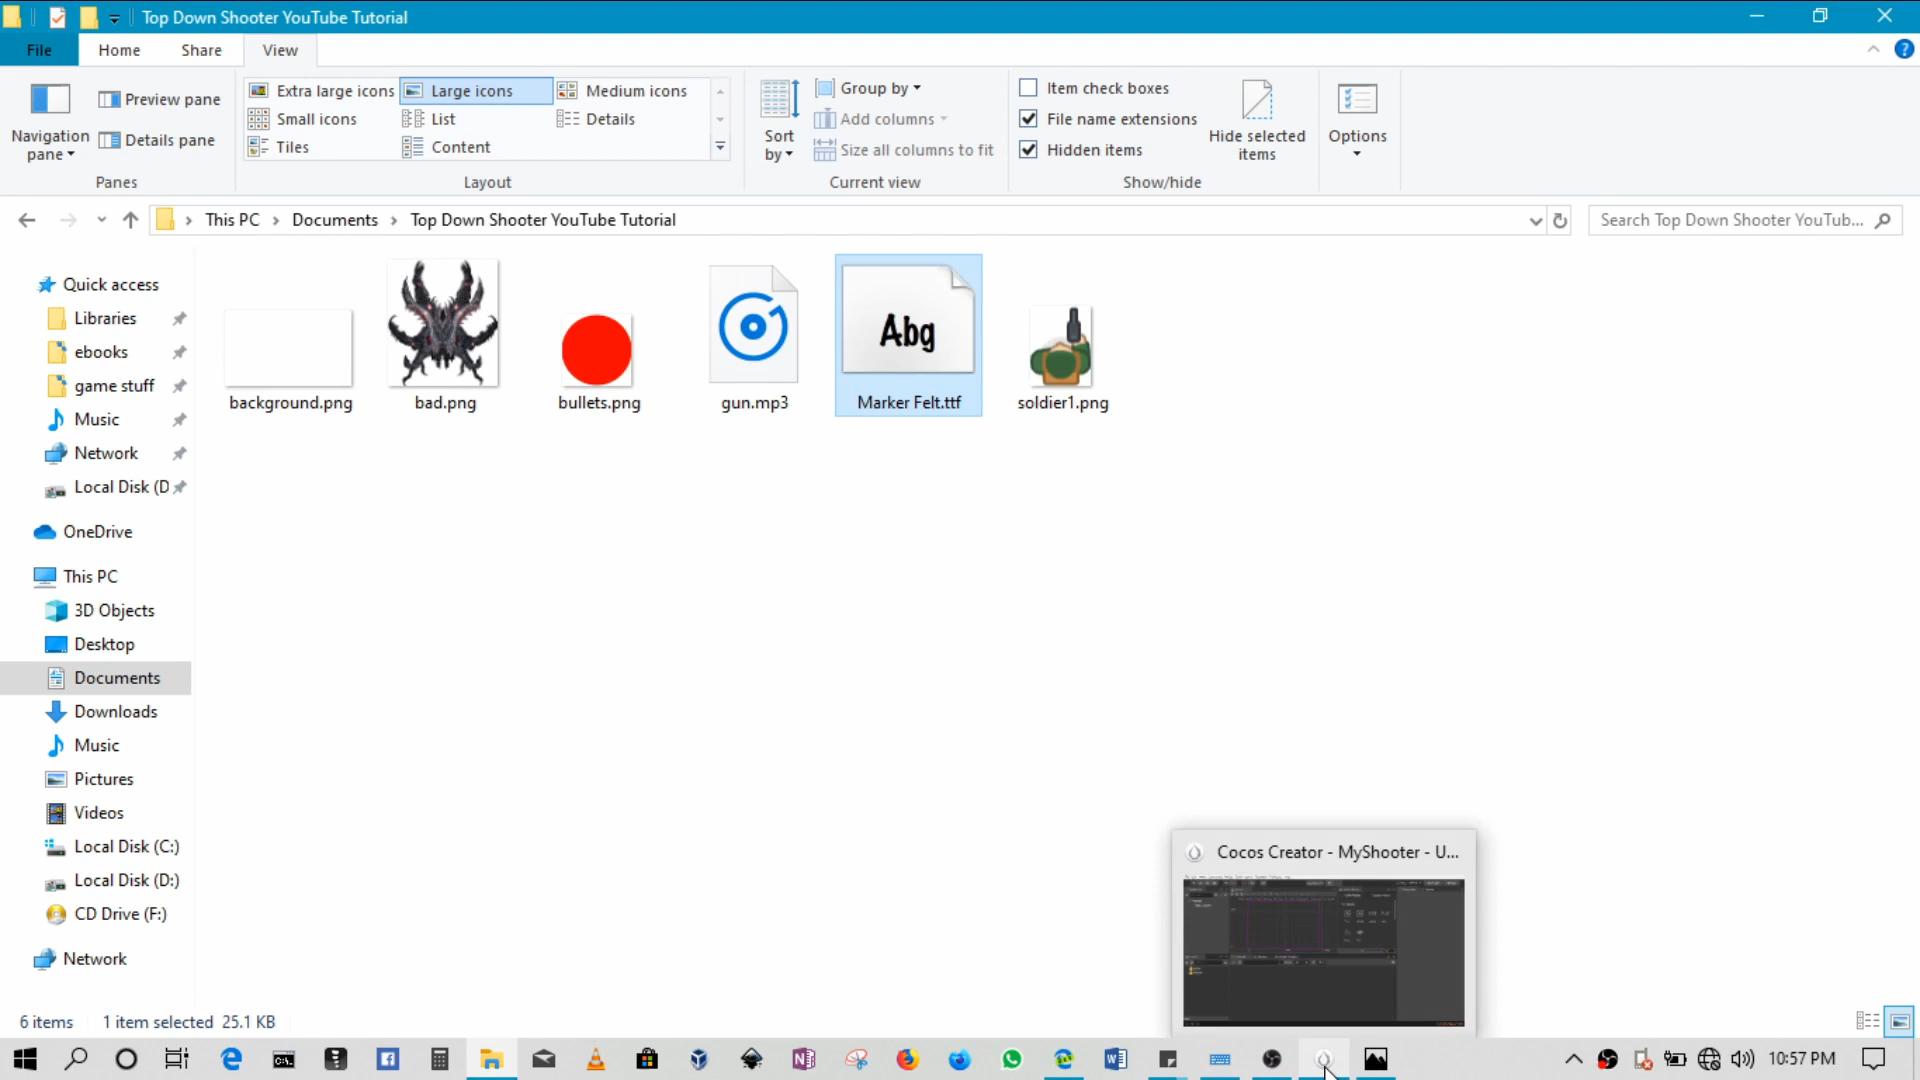 Top Down Shooter YouTube Tutorial
File Home Share View
Navigation pane
Preview pane
Details pane
Panes
Extra large icons Large icons Medium icons
Small icons List Details
Tiles Content
Layout
Sort by
Group by
Add columns
Size all columns to fit
Current view
Item check boxes
File name extensions
Hidden items
Hide selected items
Show/hide
Options
This PC Documents Top Down Shooter YouTube Tutorial
Search Top Down Shooter YouTub...
Quick access
Libraries
ebooks
game stuff
Music
Network
Local Disk (D
OneDrive
This PC
3D Objects
Desktop
Documents
Downloads
Music
Pictures
Videos
Local Disk (C:)
Local Disk (D:)
CD Drive (F:)
Network
Abg
background.png bad.png bullets.png gun.mp3 Marker Felt.ttf soldier1.png
Cocos Creator - MyShooter - U...
6 items 1 item selected 25.1 KB
10:57 PM